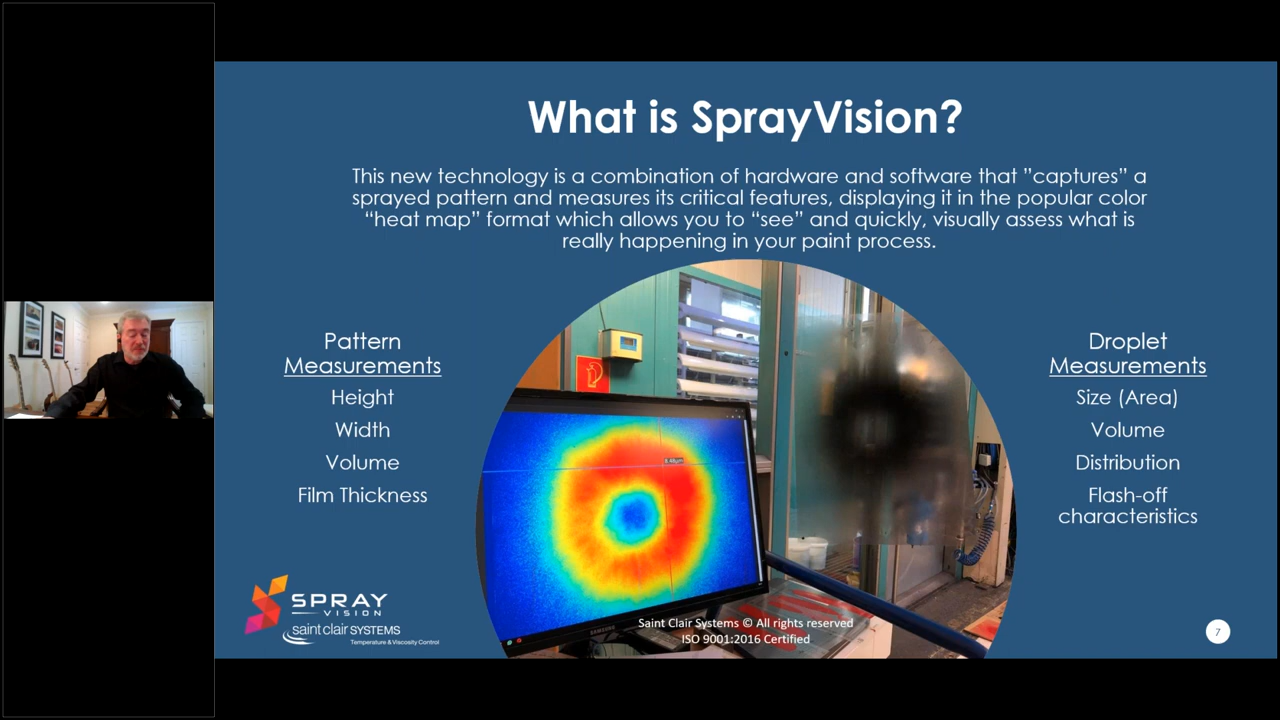 What is SprayVision?
This new technology is a combination of hardware and software that ”captures” a
sprayed pattern and measures its critical features, displaying it in the popular color
“heat map” format which allows you to “see” and quickly, visually assess what is
really happening in your paint process.
Pattern
Measurements
Height
Width
Volume
Film Thickness
Droplet
Measurements
Size (Area)
Volume
Distribution
Flash-off
characteristics
SAMSUNG
SPRAY
VISION
saint clair SYSTEMS
Temperature & Viscosity Control
Saint Clair Systems © All rights reserved
ISO 9001:2016 Certified
7